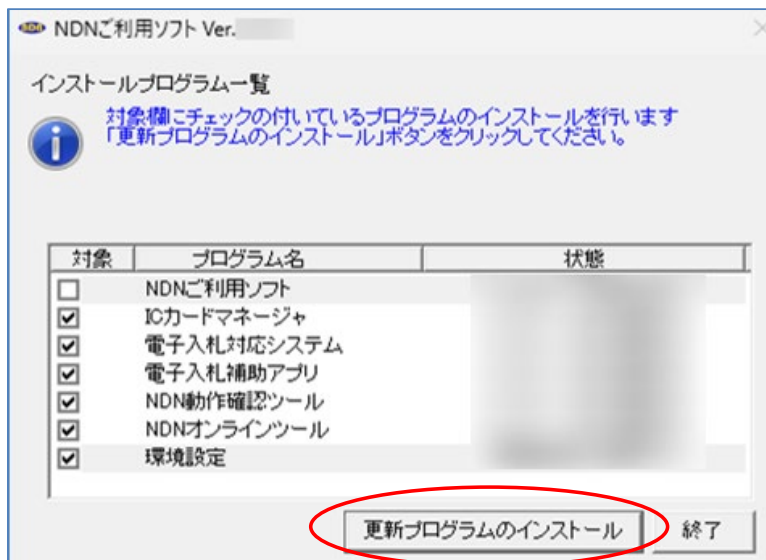 NDNご利用ソフト Ver.
インストールプログラム一覧
対象欄にチェックの付いているプログラムのインストールを行います
「更新プログラムのインストール」ボタンをクリックしてください。
対象 プログラム名 状態
NDNご利用ソフト
ICカードマネージャ
電子入札対応システム
電子入札補助アプリ
NDN動作確認ツール
NDNオンラインツール
環境設定
更新プログラムのインストール 終了